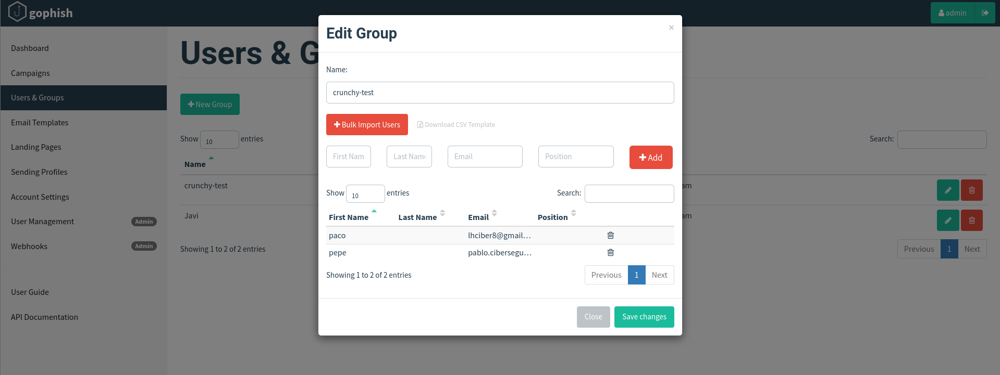 gophish
admin
Dashboard
Campaigns
Users & Groups
Email Templates
Landing Pages
Sending Profiles
Account Settings
User Management Admin
Webhooks Admin
User Guide
API Documentation
Users & G
New Group
Show 10 entries
Search:
Name
crunchy-test
am
Javi
am
Showing 1 to 2 of 2 entries
Previous 1 Next
Edit Group
×
Name:
crunchy-test
Bulk Import Users Download CSV Template
First Nam Last Name Email Position Add
Show 10 entries Search:
First Name Last Name Email Position
paco lhciber8@gmail…
pepe pablo.cibersegu…
Showing 1 to 2 of 2 entries Previous 1 Next
Close Save changes